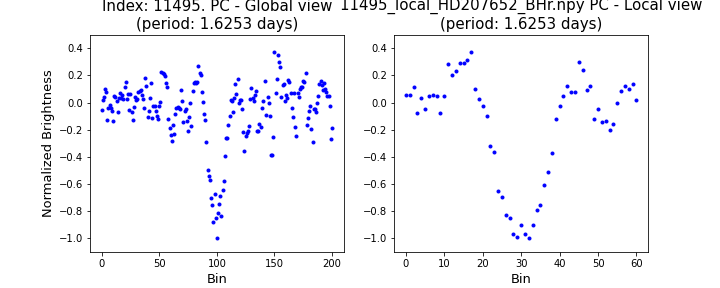 Index: 11495. PC - Global view
(period: 1.6253 days)
11495_local_HD207652_BHr.npy PC - Local view
(period: 1.6253 days)
Normalized Brightness
0.4
0.2
0.0
−0.2
−0.4
−0.6
−0.8
−1.0
0 50 100 150 200
Bin
0.4
0.2
0.0
−0.2
−0.4
−0.6
−0.8
−1.0
0 10 20 30 40 50 60
Bin